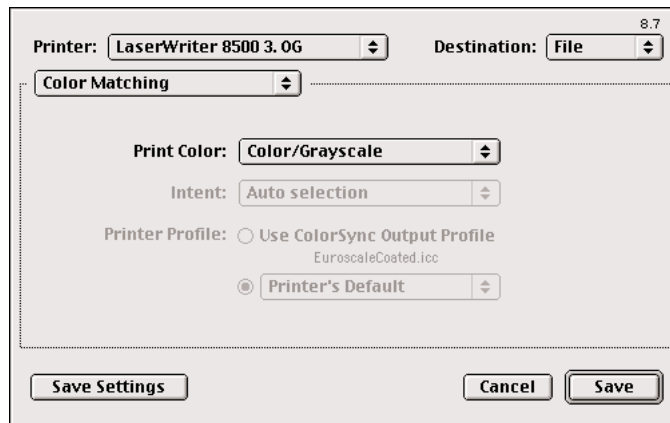 8.7
Printer: LaserWriter 8500 3. 0G Destination: File
Color Matching
Print Color: Color/Grayscale
Intent: Auto selection
Printer Profile: Use ColorSync Output Profile
EuroscaleCoated.icc
Printer's Default
Save Settings Cancel Save